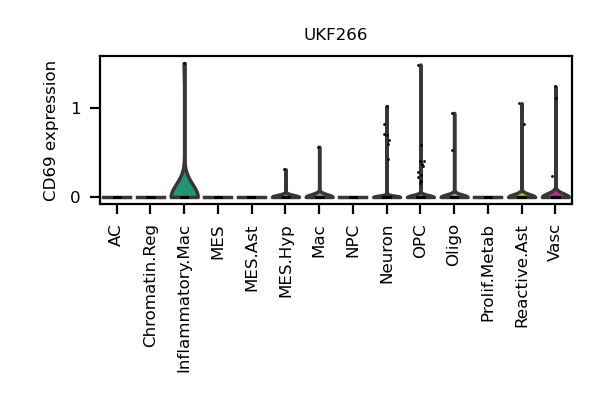 UKF266
CD69 expression
1
0
AC
Chromatin.Reg
Inflammatory.Mac
MES
MES.Ast
MES.Hyp
Mac
NPC
Neuron
OPC
Oligo
Prolif.Metab
Reactive.Ast
Vasc